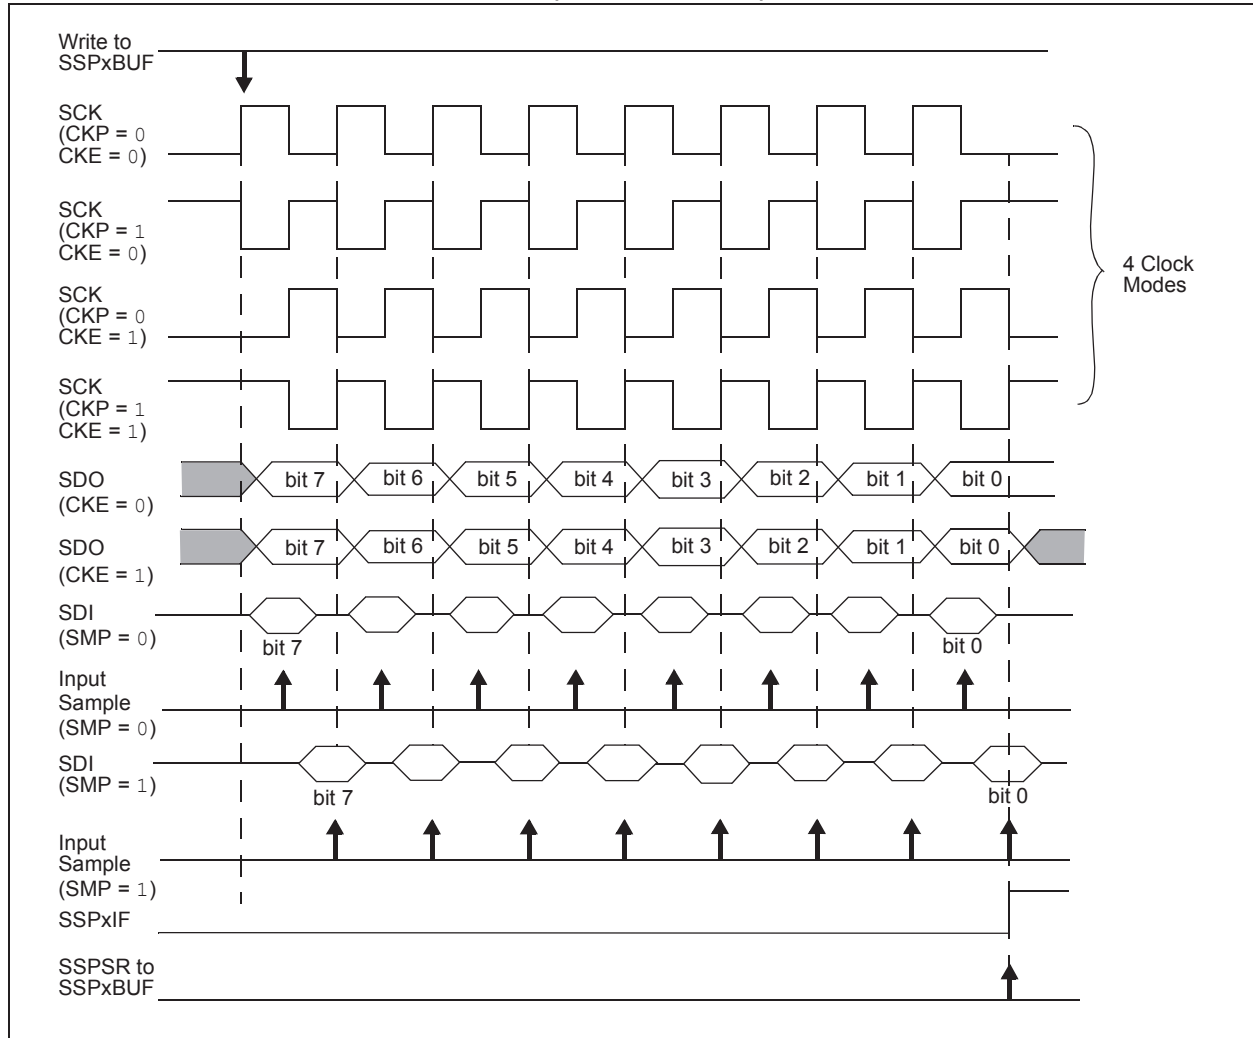 Write to
SSPxBUF
SCK
(CKP = 0
CKE = 0)
SCK
(CKP = 1
CKE = 0)
SCK
(CKP = 0
CKE = 1)
SCK
(CKP = 1
CKE = 1)
4 Clock
Modes
SDO
(CKE = 0)
bit 7 bit 6 bit 5 bit 4 bit 3 bit 2 bit 1 bit 0
SDO
(CKE = 1)
bit 7 bit 6 bit 5 bit 4 bit 3 bit 2 bit 1 bit 0
SDI
(SMP = 0)
bit 7 bit 0
Input
Sample
(SMP = 0)
SDI
(SMP = 1)
bit 7 bit 0
Input
Sample
(SMP = 1)
SSPxIF
SSPSR to
SSPxBUF